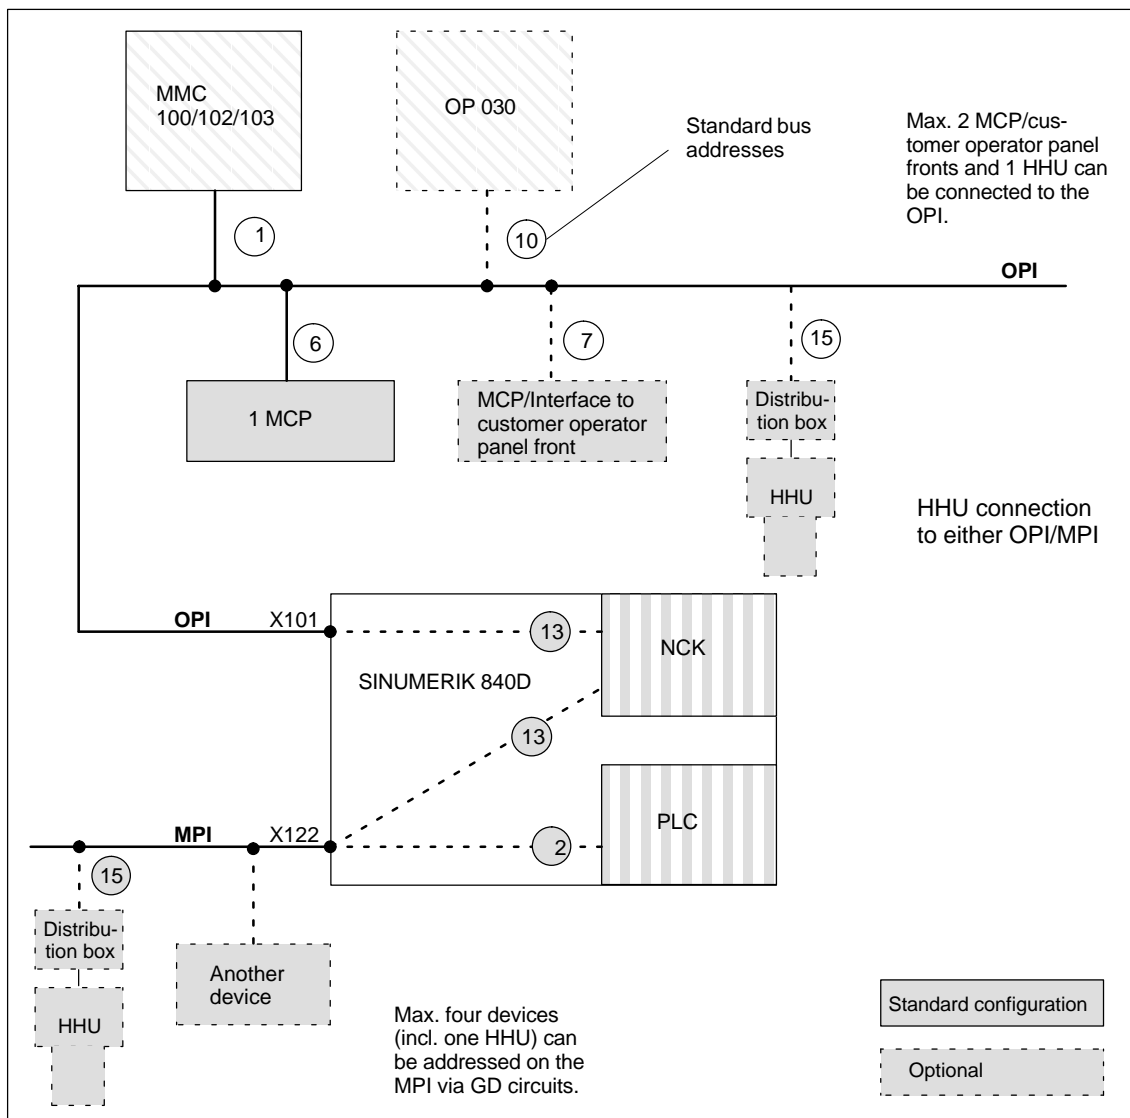 MMC
100/102/103
OP 030
Standard bus
addresses
Max. 2 MCP/cus-
tomer operator panel
fronts and 1 HHU can
be connected to the
OPI.
1
10
OPI
6
7
15
1 MCP
MCP/Interface to
customer operator
panel front
Distribu-
tion box
HHU
HHU connection
to either OPI/MPI
OPI
X101
13
NCK
SINUMERIK 840D
13
MPI
X122
2
PLC
15
Distribu-
tion box
HHU
Another
device
Max. four devices
(incl. one HHU) can
be addressed on the
MPI via GD circuits.
Standard configuration
Optional